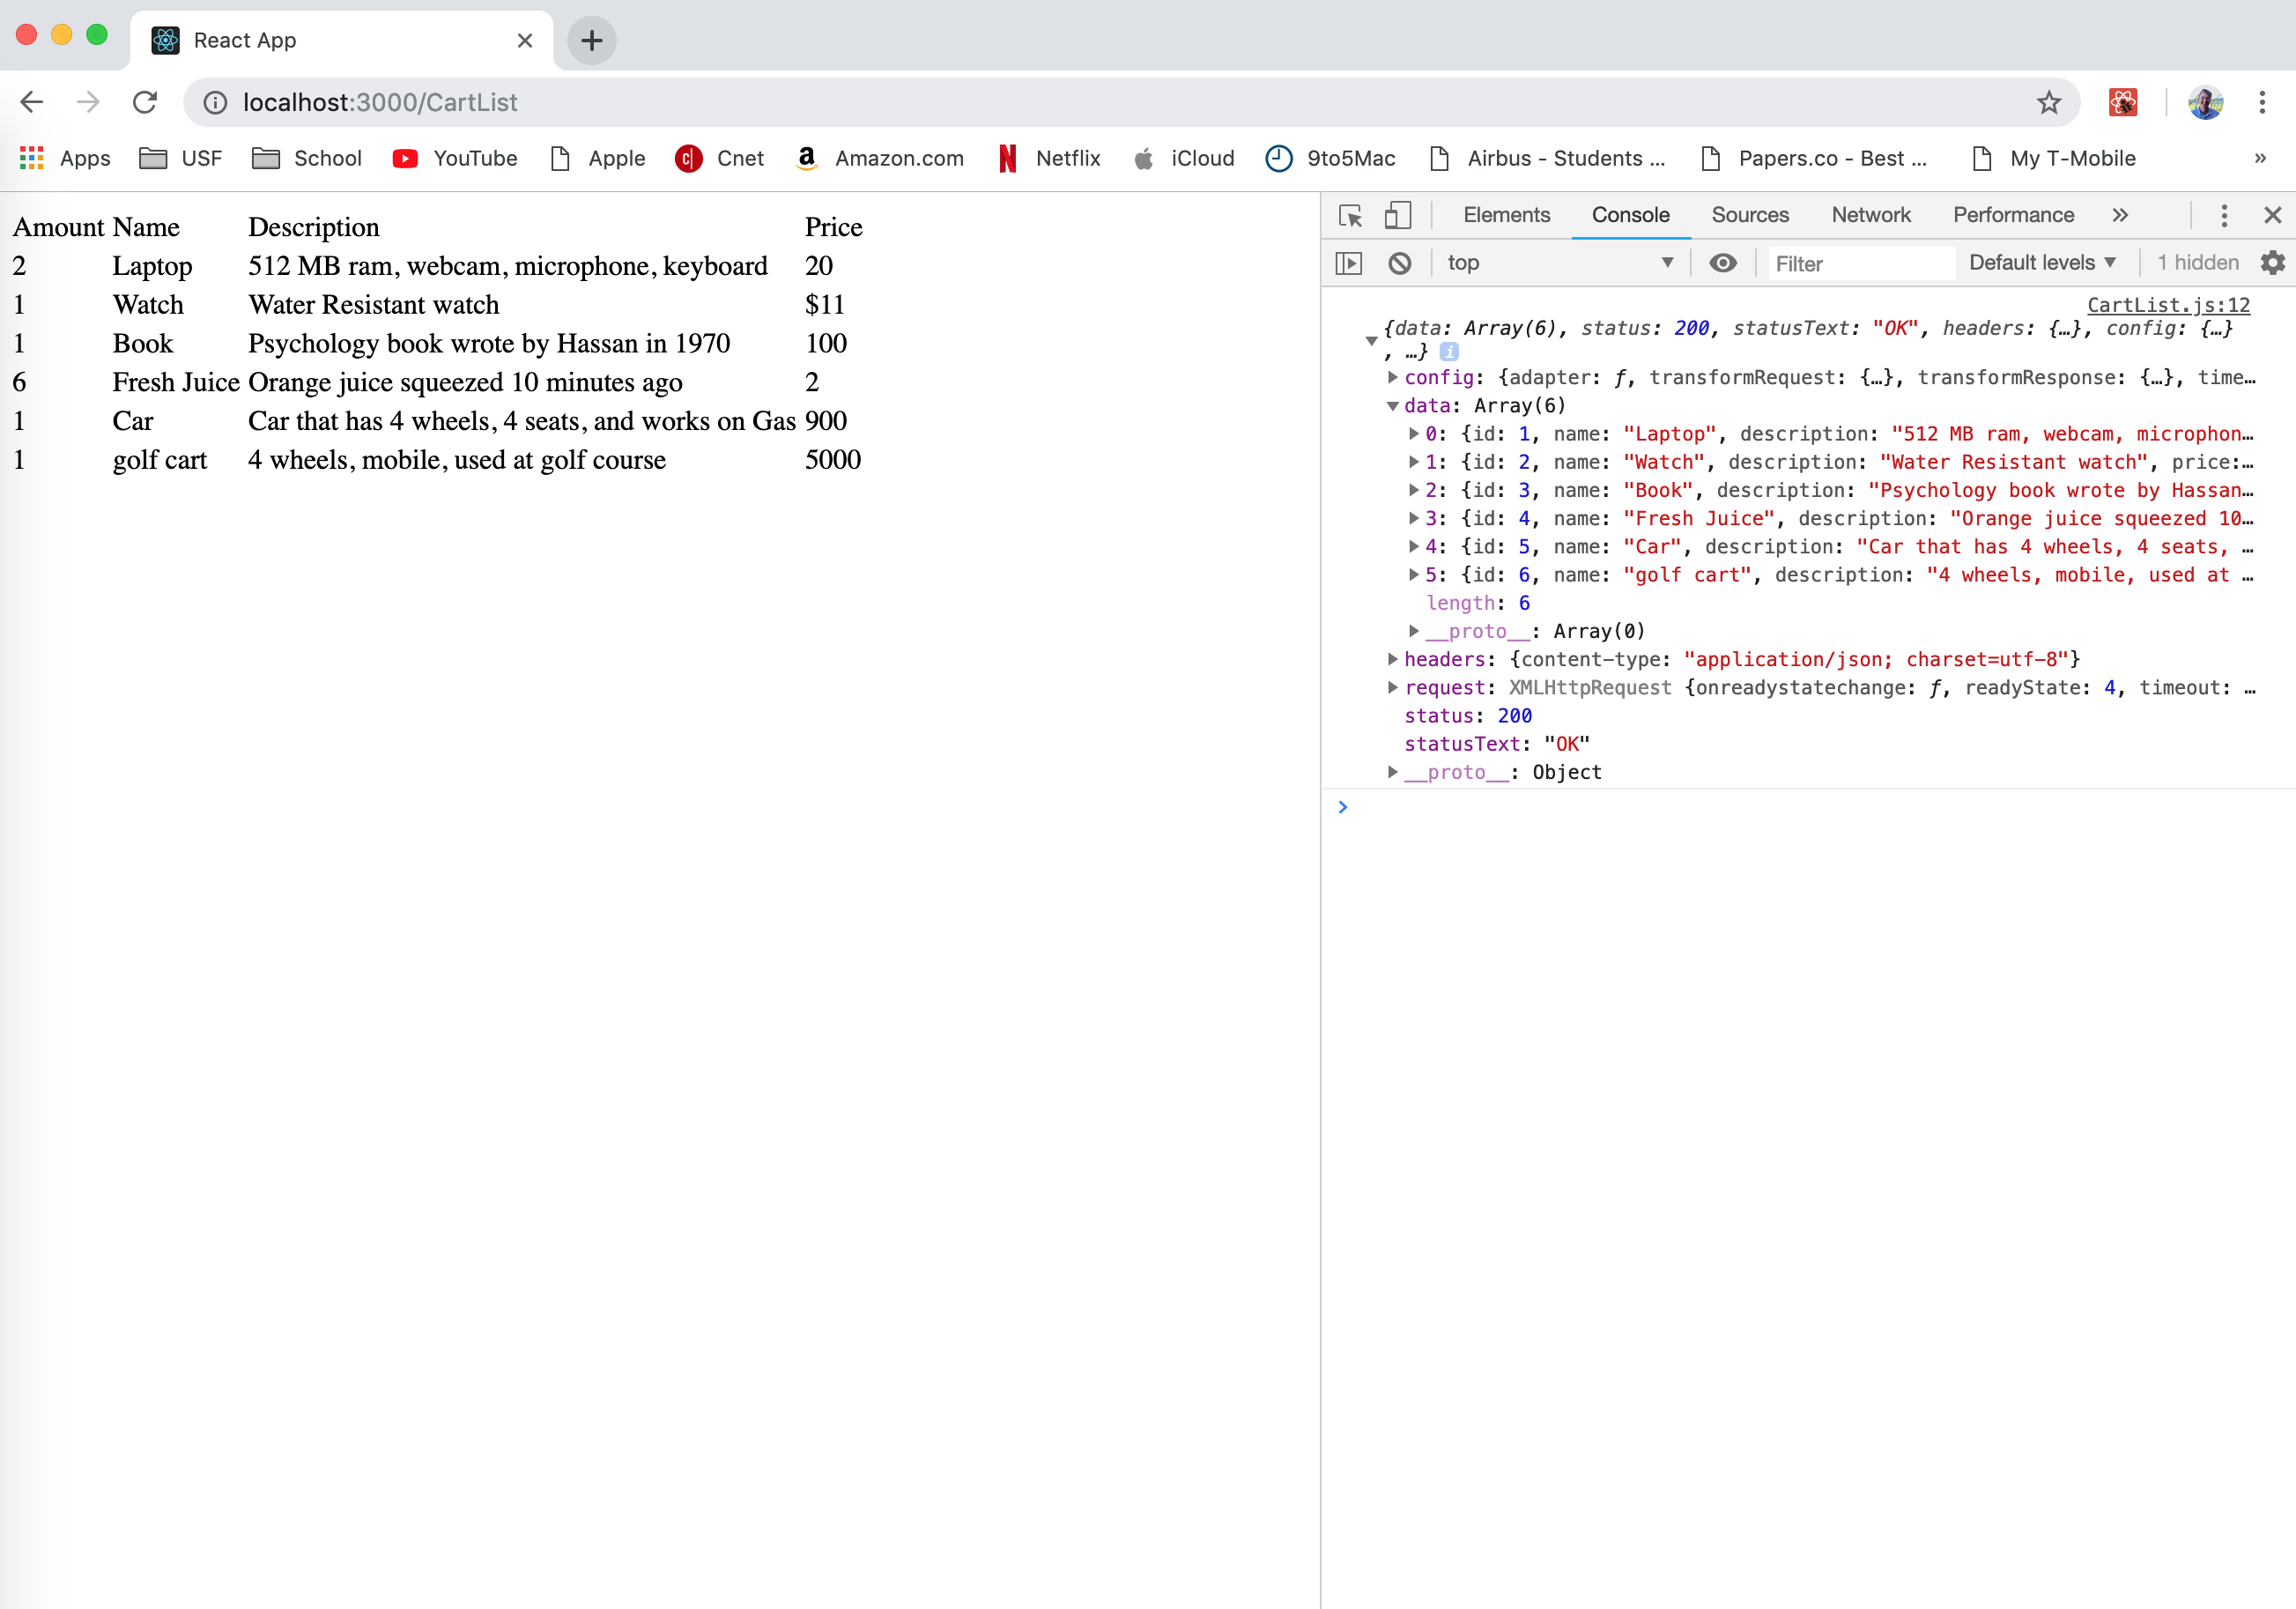 React App
localhost:3000/CartList
Apps USF School YouTube Apple Cnet Amazon.com Netflix iCloud 9to5Mac Airbus - Students ... Papers.co - Best ... My T-Mobile »
Amount Name Description Price
2 Laptop 512 MB ram, webcam, microphone, keyboard 20
1 Watch Water Resistant watch $11
1 Book Psychology book wrote by Hassan in 1970 100
6 Fresh Juice Orange juice squeezed 10 minutes ago 2
1 Car Car that has 4 wheels, 4 seats, and works on Gas 900
1 golf cart 4 wheels, mobile, used at golf course 5000
Elements Console Sources Network Performance »
top Filter Default levels 1 hidden
CartList.js:12
{data: Array(6), status: 200, statusText: "OK", headers: {…}, config: {…}
, …} i
config: {adapter: ƒ, transformRequest: {…}, transformResponse: {…}, time…
data: Array(6)
0: {id: 1, name: "Laptop", description: "512 MB ram, webcam, microphon…
1: {id: 2, name: "Watch", description: "Water Resistant watch", price:…
2: {id: 3, name: "Book", description: "Psychology book wrote by Hassan…
3: {id: 4, name: "Fresh Juice", description: "Orange juice squeezed 10…
4: {id: 5, name: "Car", description: "Car that has 4 wheels, 4 seats, …
5: {id: 6, name: "golf cart", description: "4 wheels, mobile, used at …
length: 6
__proto__: Array(0)
headers: {content-type: "application/json; charset=utf-8"}
request: XMLHttpRequest {onreadystatechange: ƒ, readyState: 4, timeout: …
status: 200
statusText: "OK"
__proto__: Object